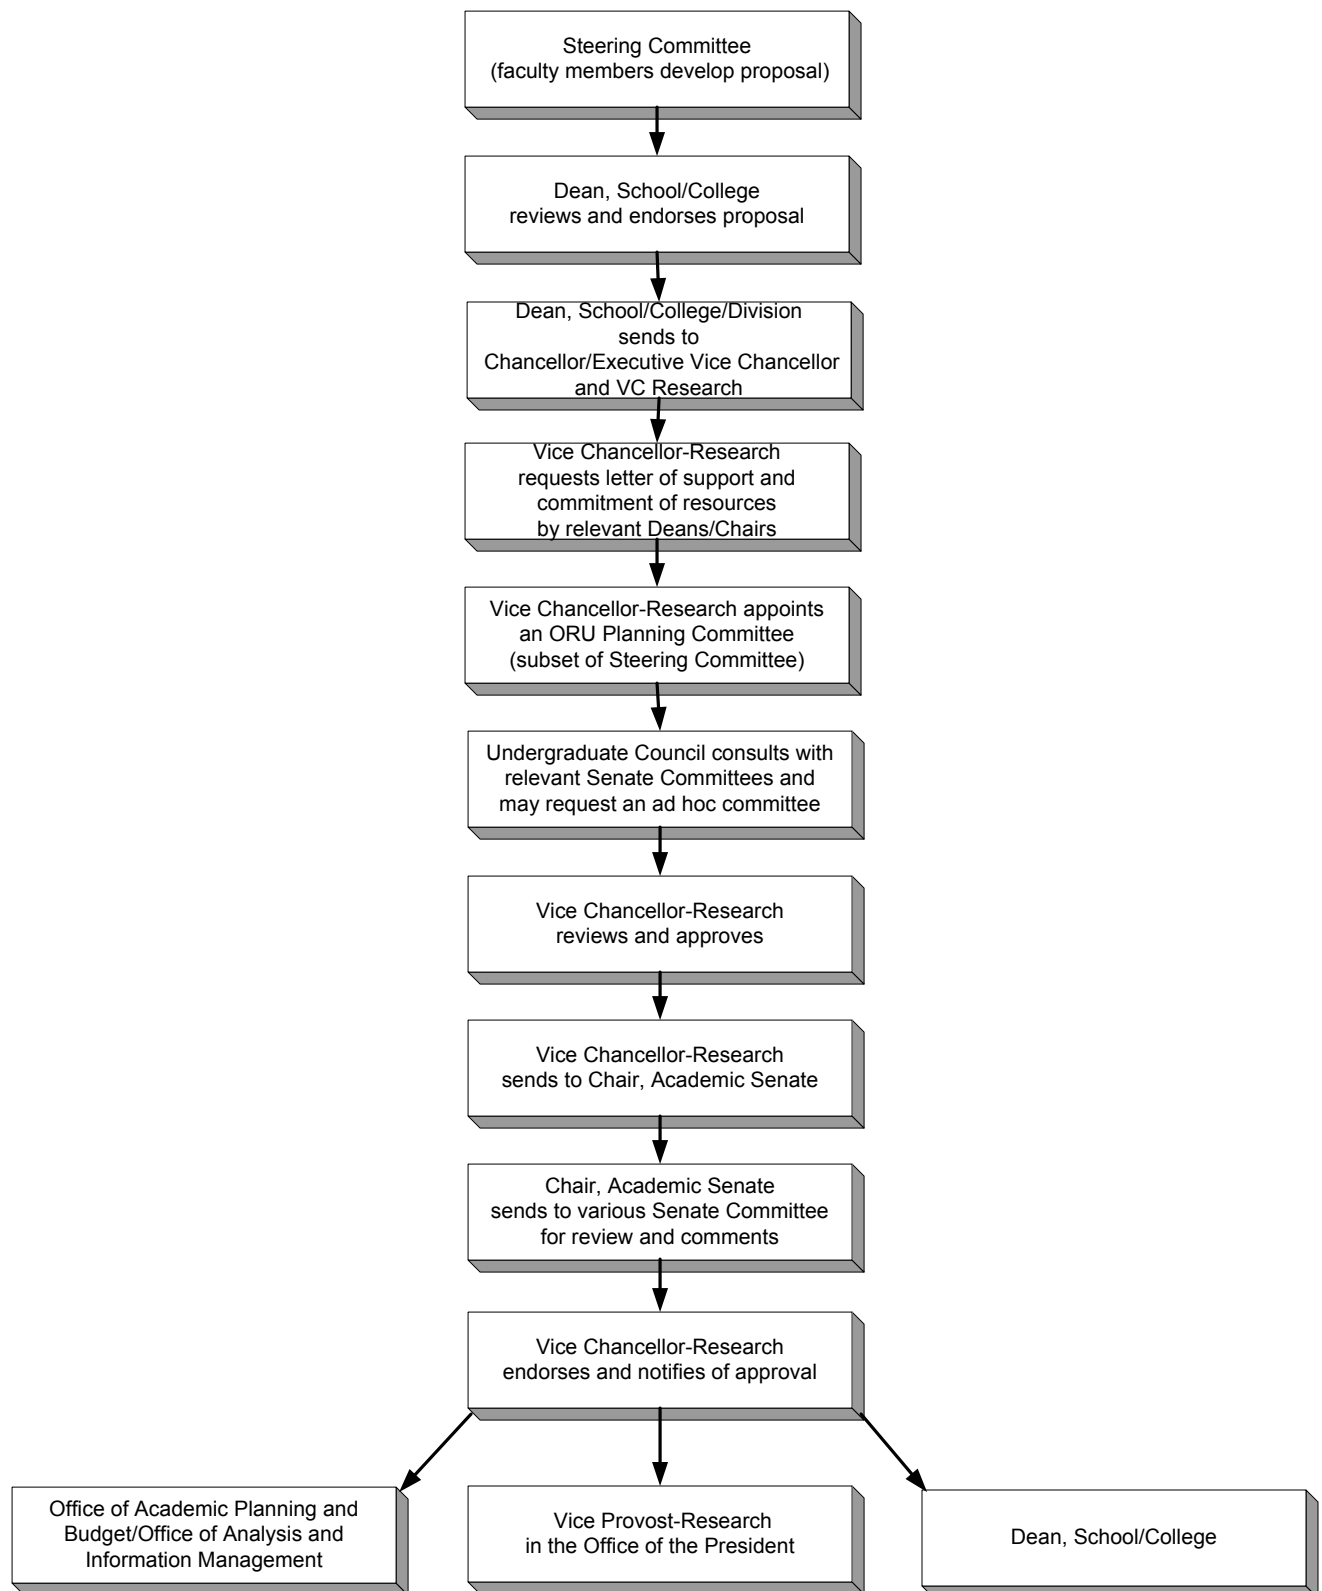 Steering Committee
(faculty members develop proposal)
Dean, School/College
reviews and endorses proposal
Dean, School/College/Division
sends to
Chancellor/Executive Vice Chancellor
and VC Research
Vice Chancellor-Research
requests letter of support and
commitment of resources
by relevant Deans/Chairs
Vice Chancellor-Research appoints
an ORU Planning Committee
(subset of Steering Committee)
Undergraduate Council consults with
relevant Senate Committees and
may request an ad hoc committee
Vice Chancellor-Research
reviews and approves
Vice Chancellor-Research
sends to Chair, Academic Senate
Chair, Academic Senate
sends to various Senate Committee
for review and comments
Vice Chancellor-Research
endorses and notifies of approval
Office of Academic Planning and
Budget/Office of Analysis and
Information Management
Vice Provost-Research
in the Office of the President
Dean, School/College